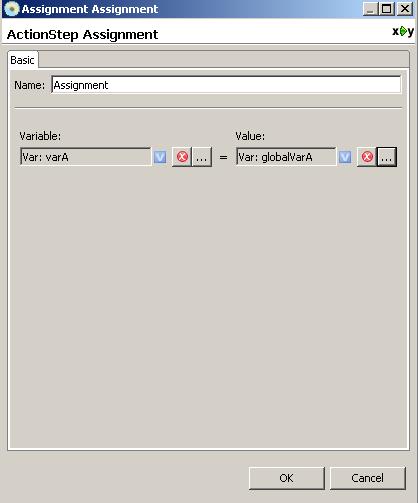 Assignment Assignment
ActionStep Assignment
x y
Basic
Name: Assignment
Variable: Value:
Var: varA V x ... = Var: globalVarA V x ...
OK Cancel